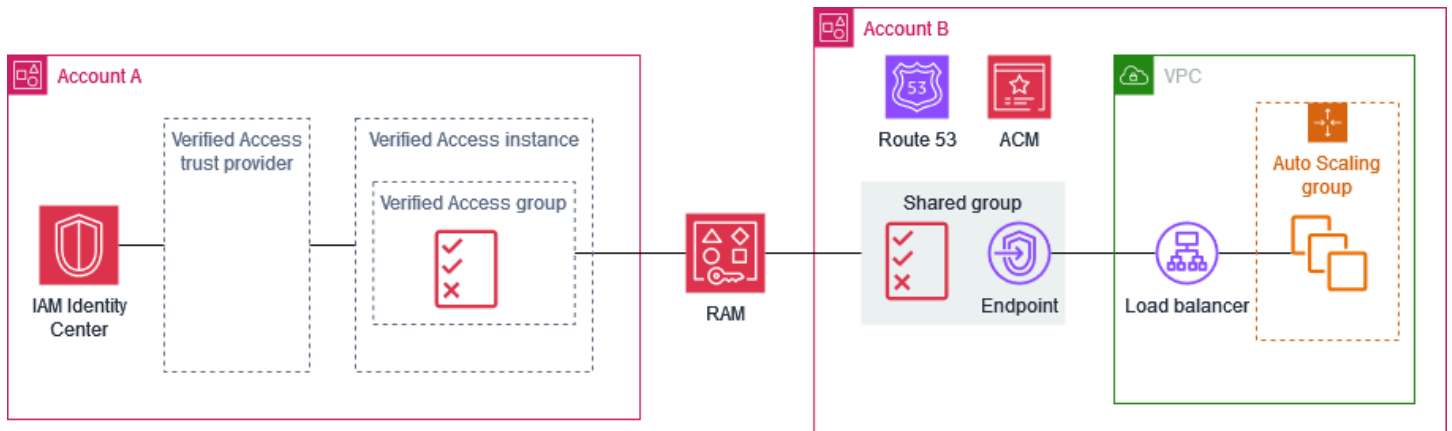 Account A
Verified Access
trust provider
Verified Access instance
Verified Access group
IAM Identity
Center
RAM
Account B
53
Route 53
ACM
Shared group
Endpoint
VPC
Auto Scaling
group
Load balancer